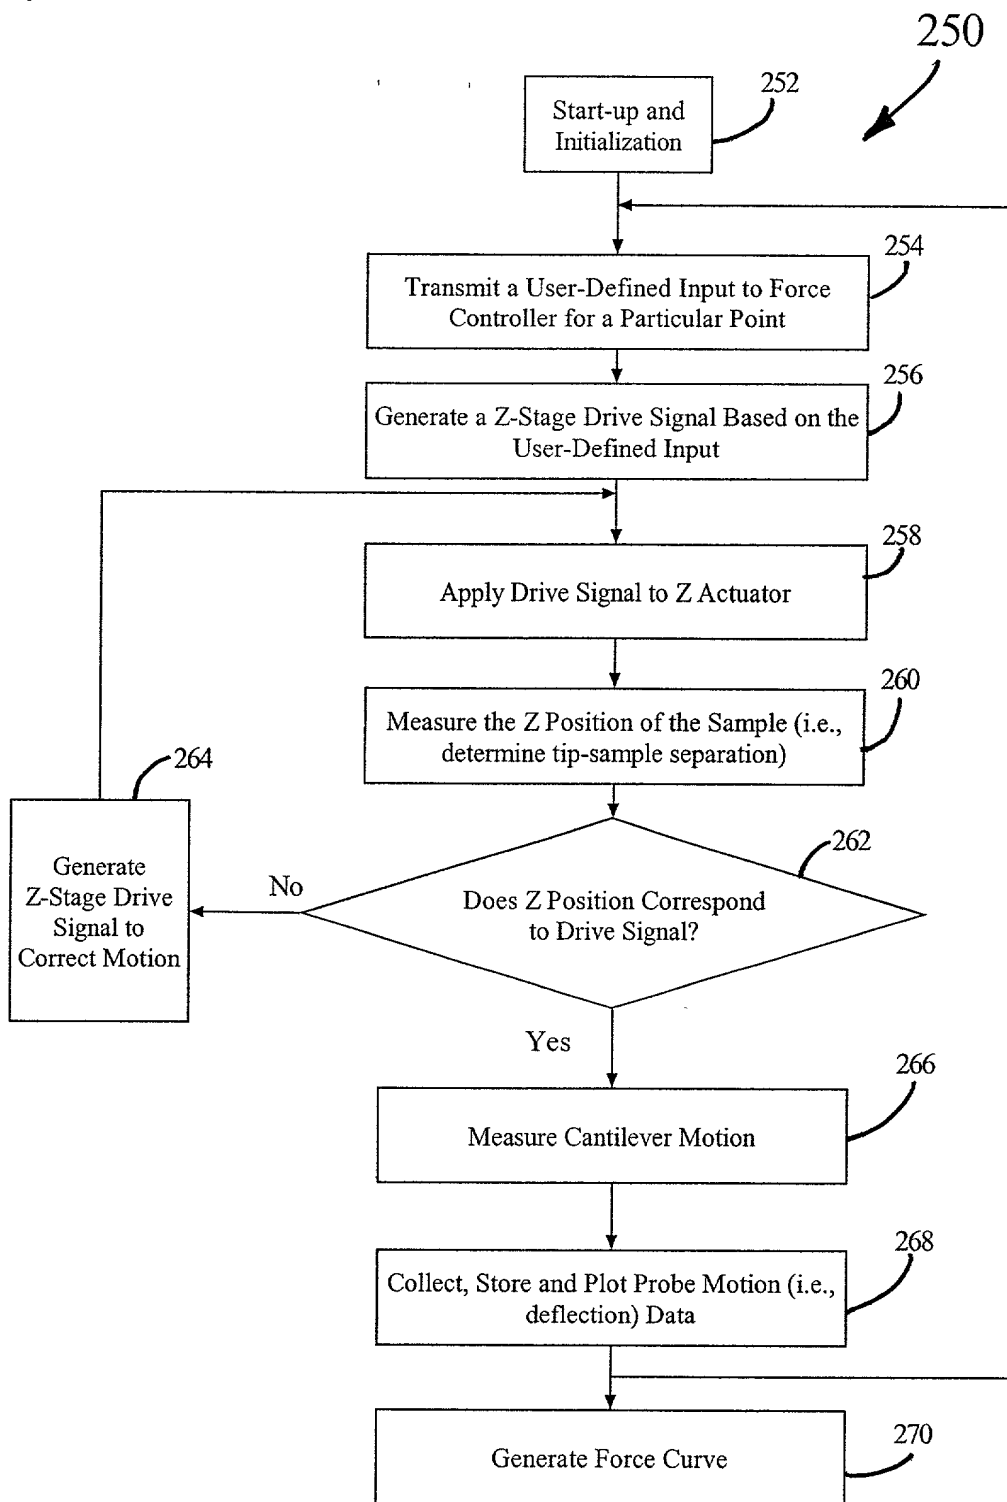 250
252
Start-up and
Initialization
254
Transmit a User-Defined Input to Force
Controller for a Particular Point
256
Generate a Z-Stage Drive Signal Based on the
User-Defined Input
258
Apply Drive Signal to Z Actuator
260
Measure the Z Position of the Sample (i.e.,
determine tip-sample separation)
264
Generate
Z-Stage Drive
Signal to
Correct Motion
No
262
Does Z Position Correspond
to Drive Signal?
Yes
266
Measure Cantilever Motion
268
Collect, Store and Plot Probe Motion (i.e.,
deflection) Data
270
Generate Force Curve